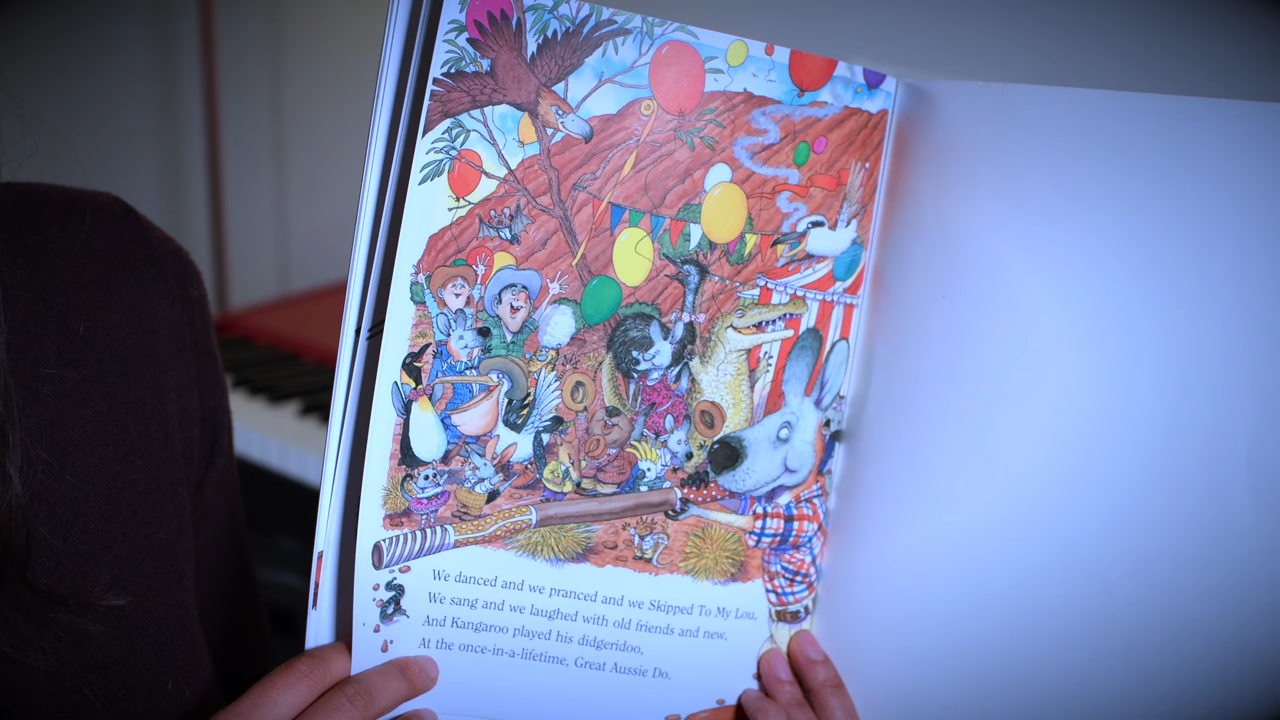 We danced and we pranced and we Skipped To My Lou,
We sang and we laughed with old friends and new,
And Kangaroo played his didgeridoo,
At the once-in-a-lifetime, Great Aussie Do.